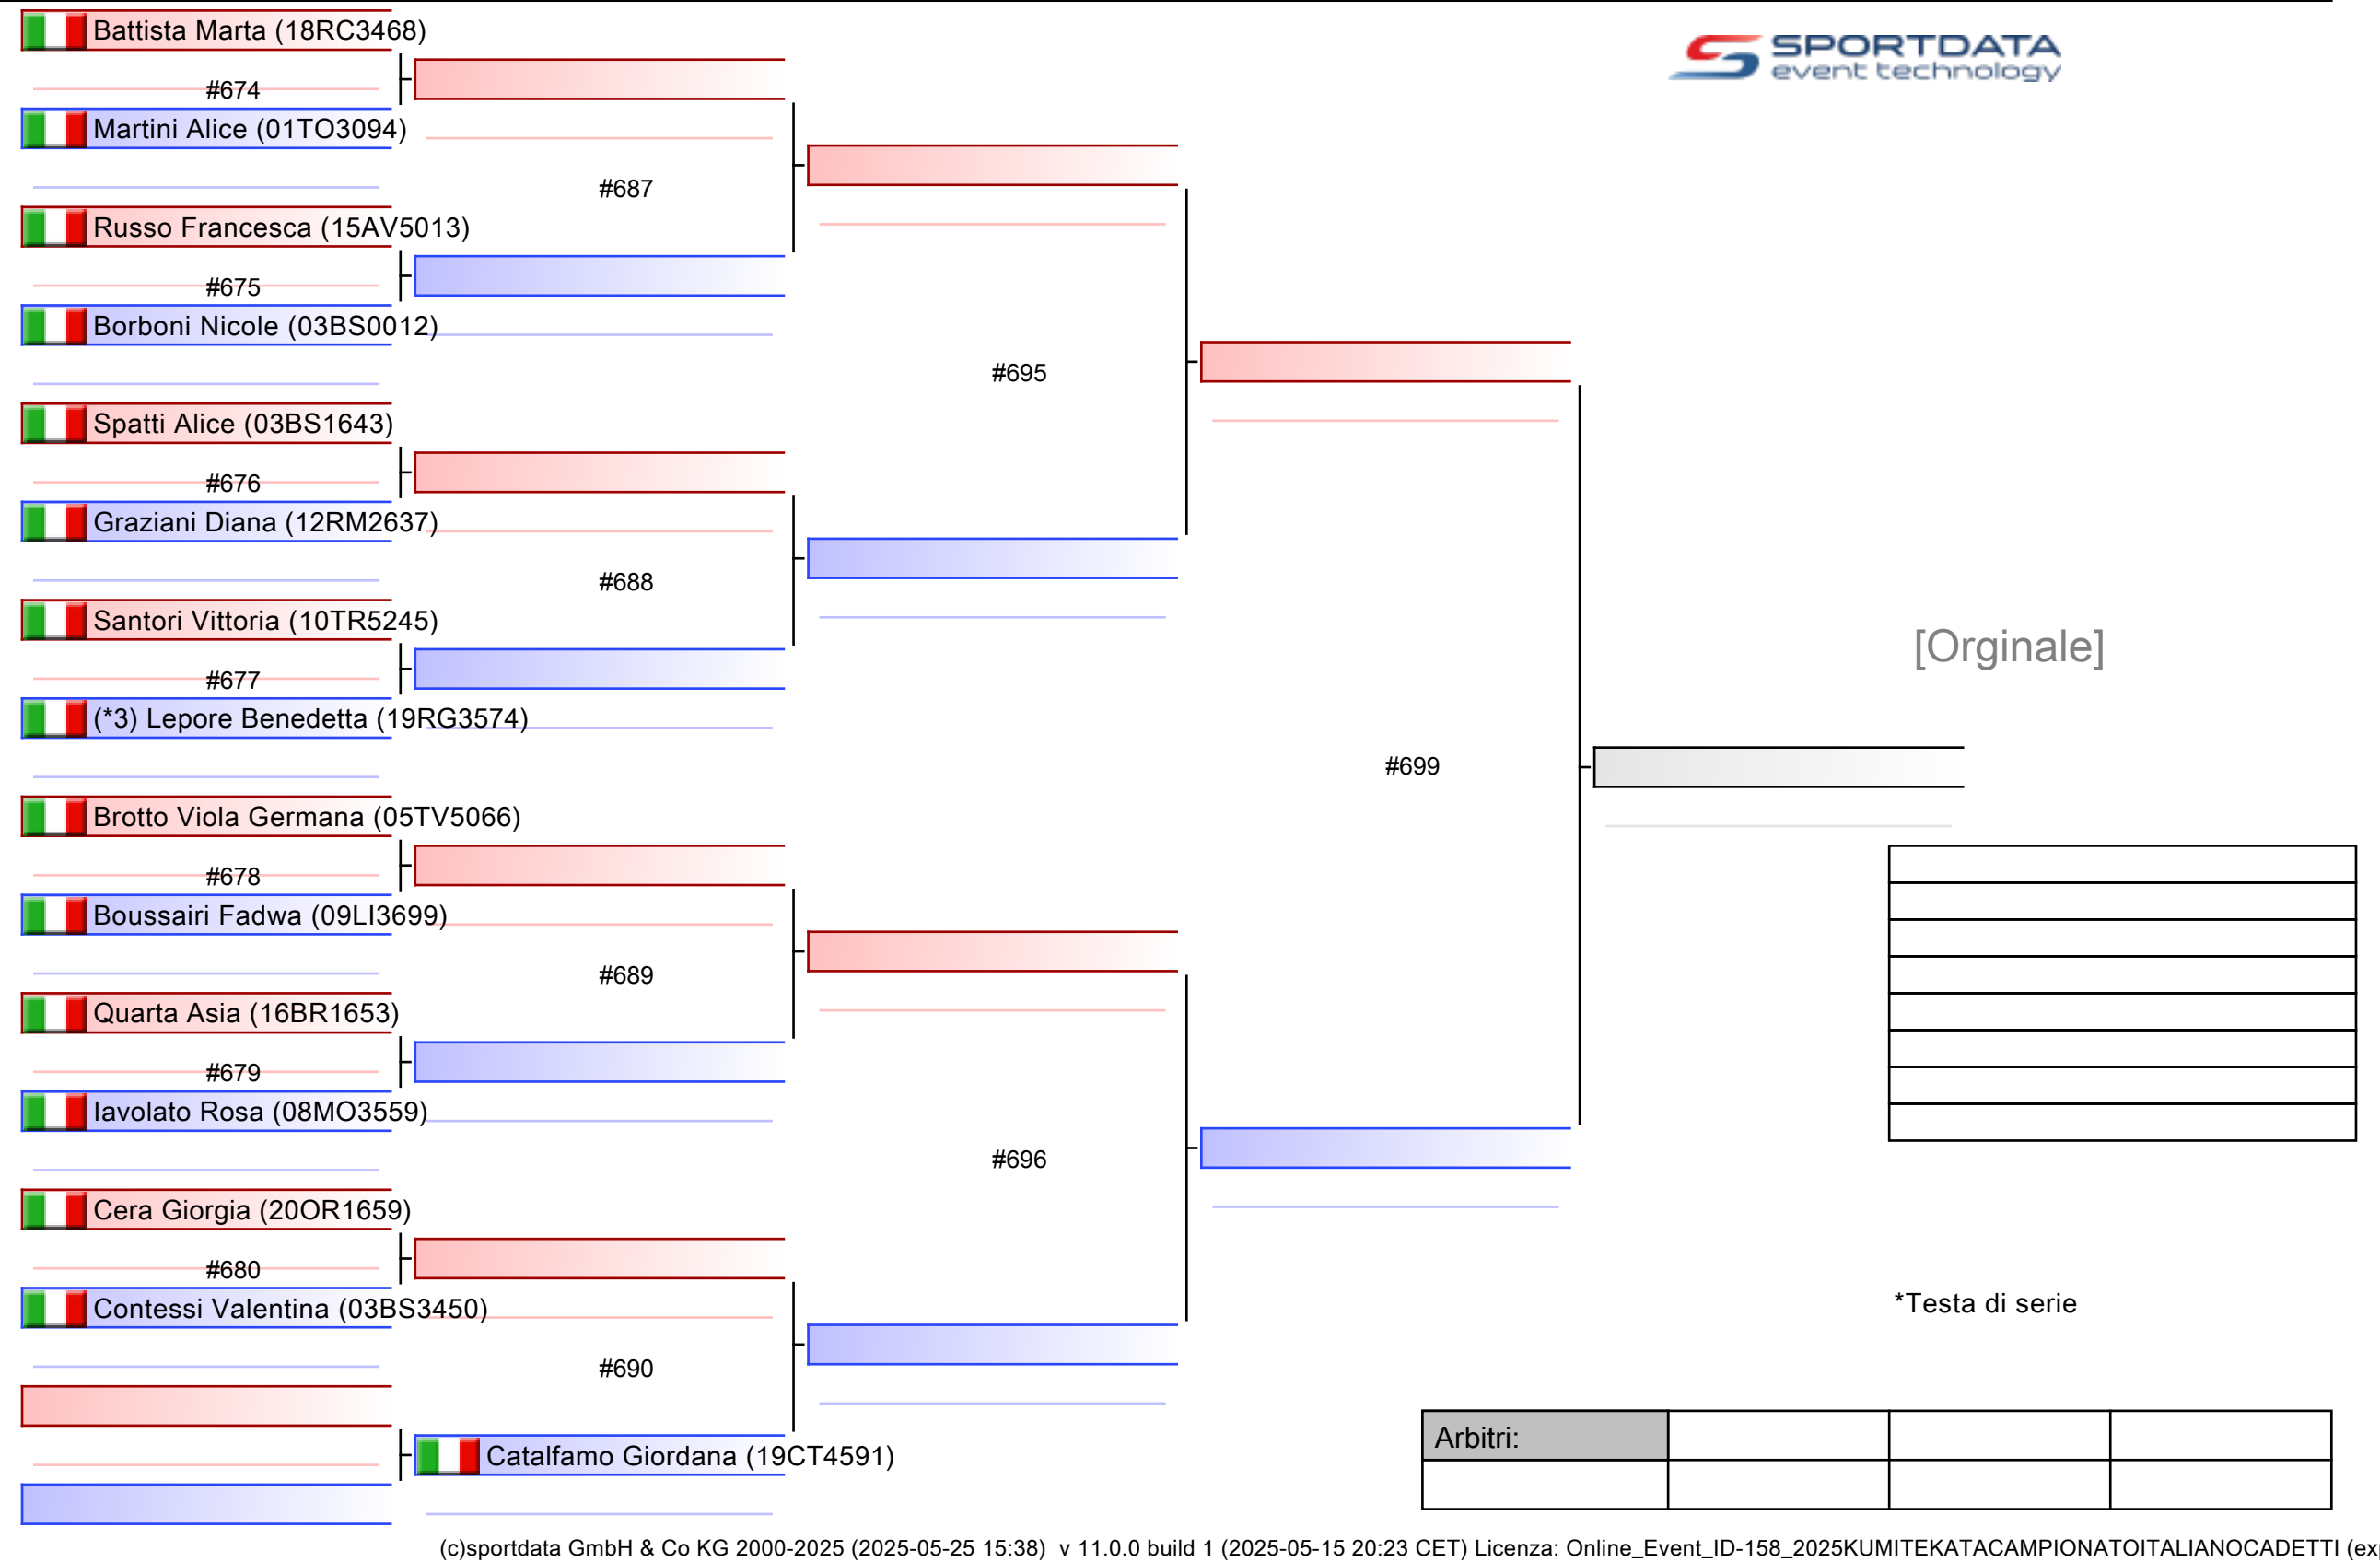 Battista Marta (18RC3468)
SPORTDATA
event technology
#674
Martini Alice (01TO3094)
#687
Russo Francesca (15AV5013)
#675
Borboni Nicole (03BS0012)
#695
Spatti Alice (03BS1643)
#676
Graziani Diana (12RM2637)
#688
Santori Vittoria (10TR5245)
[Orginale]
#677
(*3) Lepore Benedetta (19RG3574)
#699
Brotto Viola Germana (05TV5066)
#678
Boussairi Fadwa (09LI3699)
#689
Quarta Asia (16BR1653)
#679
Iavolato Rosa (08MO3559)
#696
Cera Giorgia (20OR1659)
#680
Contessi Valentina (03BS3450)
*Testa di serie
#690
Arbitri:
Catalfamo Giordana (19CT4591)
(c)sportdata GmbH & Co KG 2000-2025 (2025-05-25 15:38) v 11.0.0 build 1 (2025-05-15 20:23 CET) Licenza: Online_Event_ID-158_2025KUMITEKATACAMPIONATOITALIANOCADETTI (ex